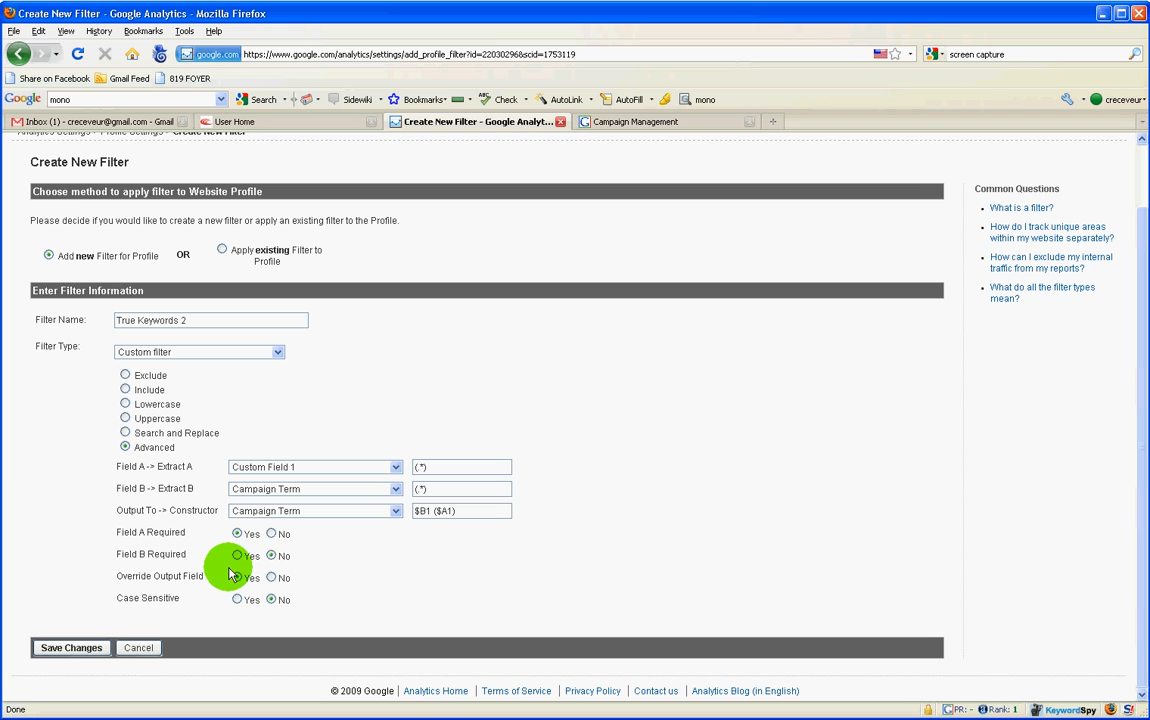 Create New Filter - Google Analytics - Mozilla Firefox
File Edit View History Bookmarks Tools Help
google.com https://www.google.com/analytics/settings/add_profile_filter?id=22030296&scid=1753119 screen capture
Share on Facebook Gmail Feed 819 FOYER
Google mono Search Sidewiki Bookmarks Check AutoLink AutoFill mono creceveur
Inbox (1) - creceveur@gmail.com - Gmail User Home Create New Filter - Google Analyt... Campaign Management
Analytics Settings Profile Settings Create New Filter
Create New Filter
Choose method to apply filter to Website Profile
Please decide if you would like to create a new filter or apply an existing filter to the Profile.
Add new Filter for Profile OR Apply existing Filter to
Profile
Enter Filter Information
Filter Name: True Keywords 2
Filter Type: Custom filter
Exclude
Include
Lowercase
Uppercase
Search and Replace
Advanced
Field A -> Extract A Custom Field 1 (.*)
Field B -> Extract B Campaign Term (.*)
Output To -> Constructor Campaign Term $B1 ($A1)
Field A Required Yes No
Field B Required Yes No
Override Output Field Yes No
Case Sensitive Yes No
Save Changes Cancel
Common Questions
What is a filter?
How do I track unique areas
within my website separately?
How can I exclude my internal
traffic from my reports?
What do all the filter types
mean?
© 2009 Google | Analytics Home | Terms of Service | Privacy Policy | Contact us | Analytics Blog (in English)
Done PR: - Rank: 1 KeywordSpy